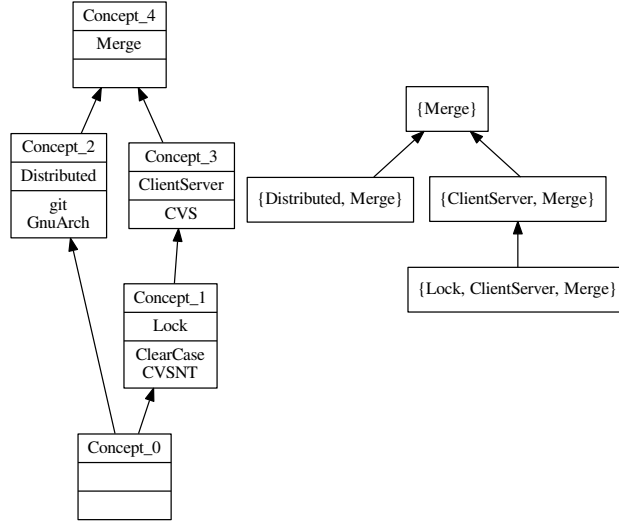 Concept_4
Merge
Concept_2
Distributed
git
GnuArch
Concept_3
ClientServer
CVS
Concept_1
Lock
ClearCase
CVSNT
Concept_0
{Merge}
{Distributed, Merge}
{ClientServer, Merge}
{Lock, ClientServer, Merge}